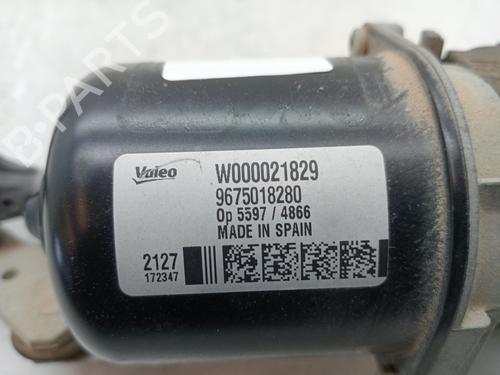 B-PARTS
Valeo
W000021829
9675018280
Op 5597 / 4866
MADE IN SPAIN
2127
172347